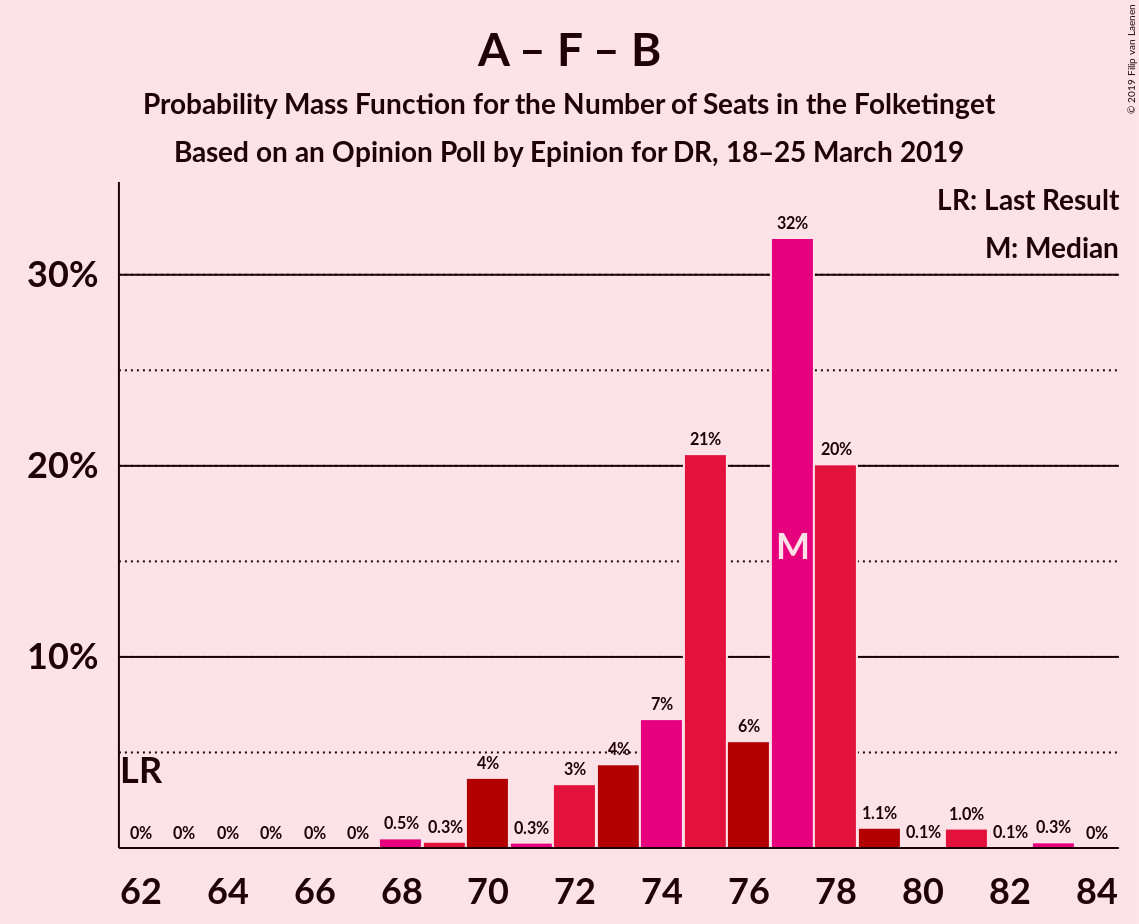 A – F – B
Probability Mass Function for the Number of Seats in the Folketinget
Based on an Opinion Poll by Epinion for DR, 18–25 March 2019
© 2019 Filip van Laenen
LR: Last Result
M: Median
30%
20%
10%
LR
M
0%
0%
0%
0%
0%
0%
0.5%
0.3%
4%
0.3%
3%
4%
7%
21%
6%
32%
20%
1.1%
0.1%
1.0%
0.1%
0.3%
0%
62 64 66 68 70 72 74 76 78 80 82 84